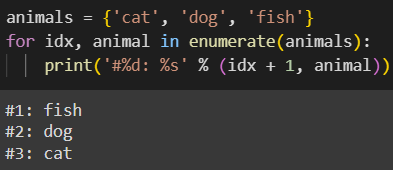 animals = {'cat', 'dog', 'fish'}
for idx, animal in enumerate(animals):
    print('#%d: %s' % (idx + 1, animal))
#1: fish
#2: dog
#3: cat